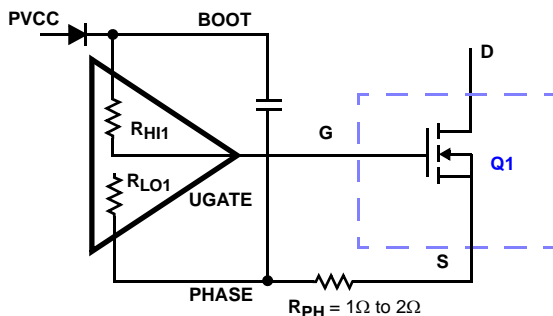 PVCC
BOOT
D
RHI1
G
Q1
RLO1
UGATE
S
PHASE
RPH = 1Ω to 2Ω